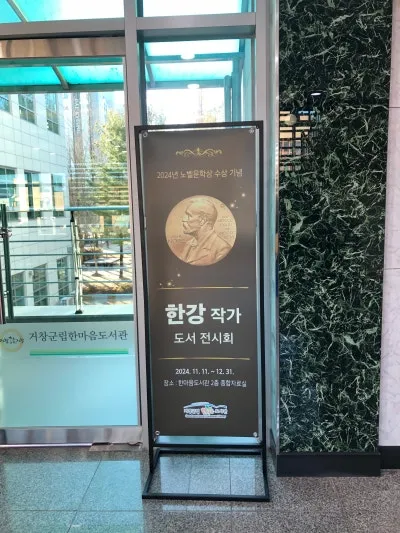 2024년 노벨문학상 수상 기념
한강 작가
도서 전시회
2024. 11. 11. ~ 12. 31.
장소 : 한마음도서관 2층 종합자료실
거창군립한마음도서관